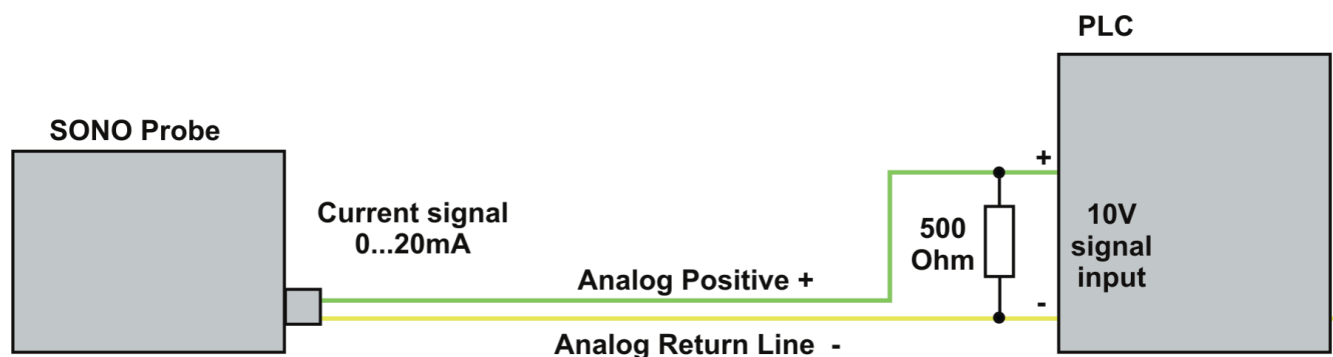 PLC
SONO Probe
Current signal
0...20mA
+
500
Ohm
10V
signal
input
Analog Positive +
-
Analog Return Line -